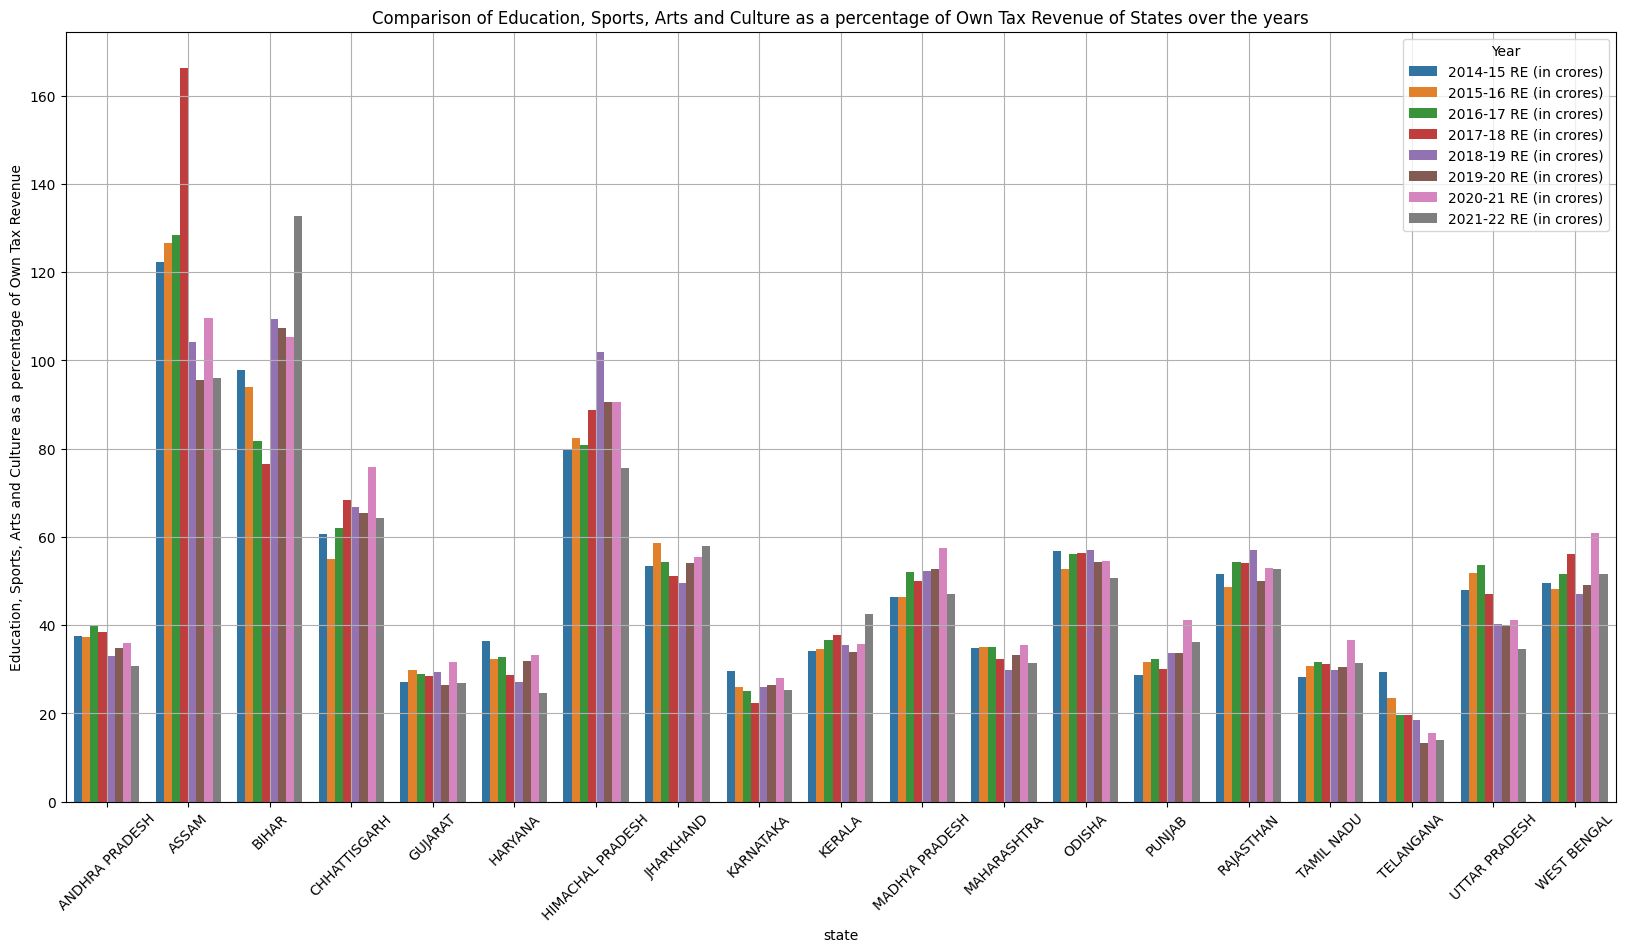 Comparison of Education, Sports, Arts and Culture as a percentage of Own Tax Revenue of States over the years
Education, Sports, Arts and Culture as a percentage of Own Tax Revenue
160
140
120
100
80
60
40
20
0
Year
2014-15 RE (in crores)
2015-16 RE (in crores)
2016-17 RE (in crores)
2017-18 RE (in crores)
2018-19 RE (in crores)
2019-20 RE (in crores)
2020-21 RE (in crores)
2021-22 RE (in crores)
ANDHRA PRADESH
ASSAM
BIHAR
CHHATTISGARH
GUJARAT
HARYANA
HIMACHAL PRADESH
JHARKHAND
KARNATAKA
KERALA
MADHYA PRADESH
MAHARASHTRA
ODISHA
PUNJAB
RAJASTHAN
TAMIL NADU
TELANGANA
UTTAR PRADESH
WEST BENGAL
state